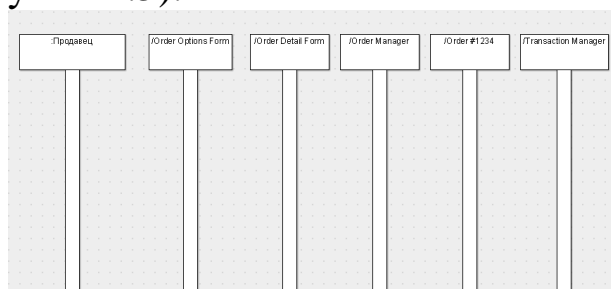 :Продавец
/Order Options Form
/Order Detail Form
/Order Manager
/Order #1234
/Transaction Manager